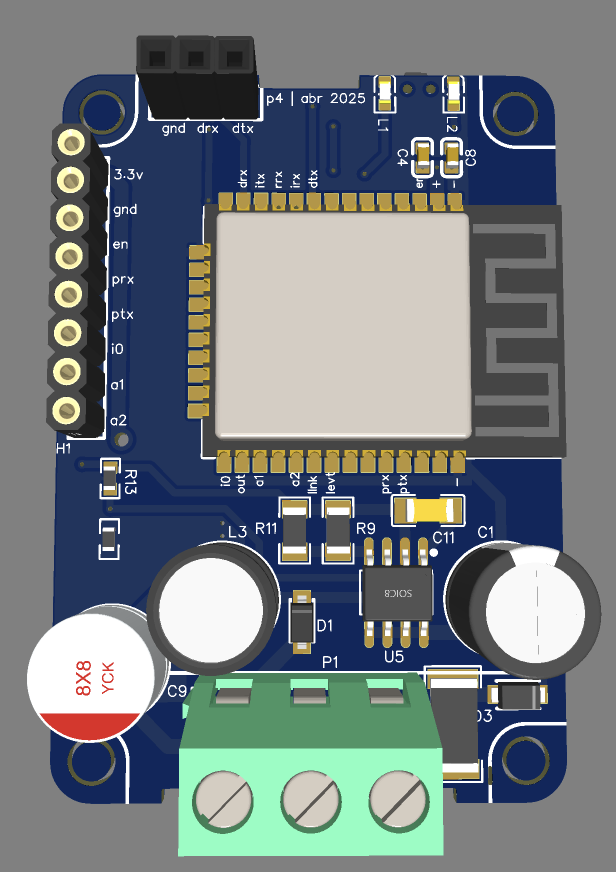 p4 | abr 2025
gnd drx dtx
L1
L2
C4
C8
3.3v
gnd
en
prx
ptx
i0
a1
a2
H1
drx
itx
rrx
irx
dtx
+
-
i0
out
a1
a2
link
levt
prx
ptx
-
R13
R11
R9
C11
L3
C1
SOIC8
D1
U5
P1
8X8
YCK
C9
D3